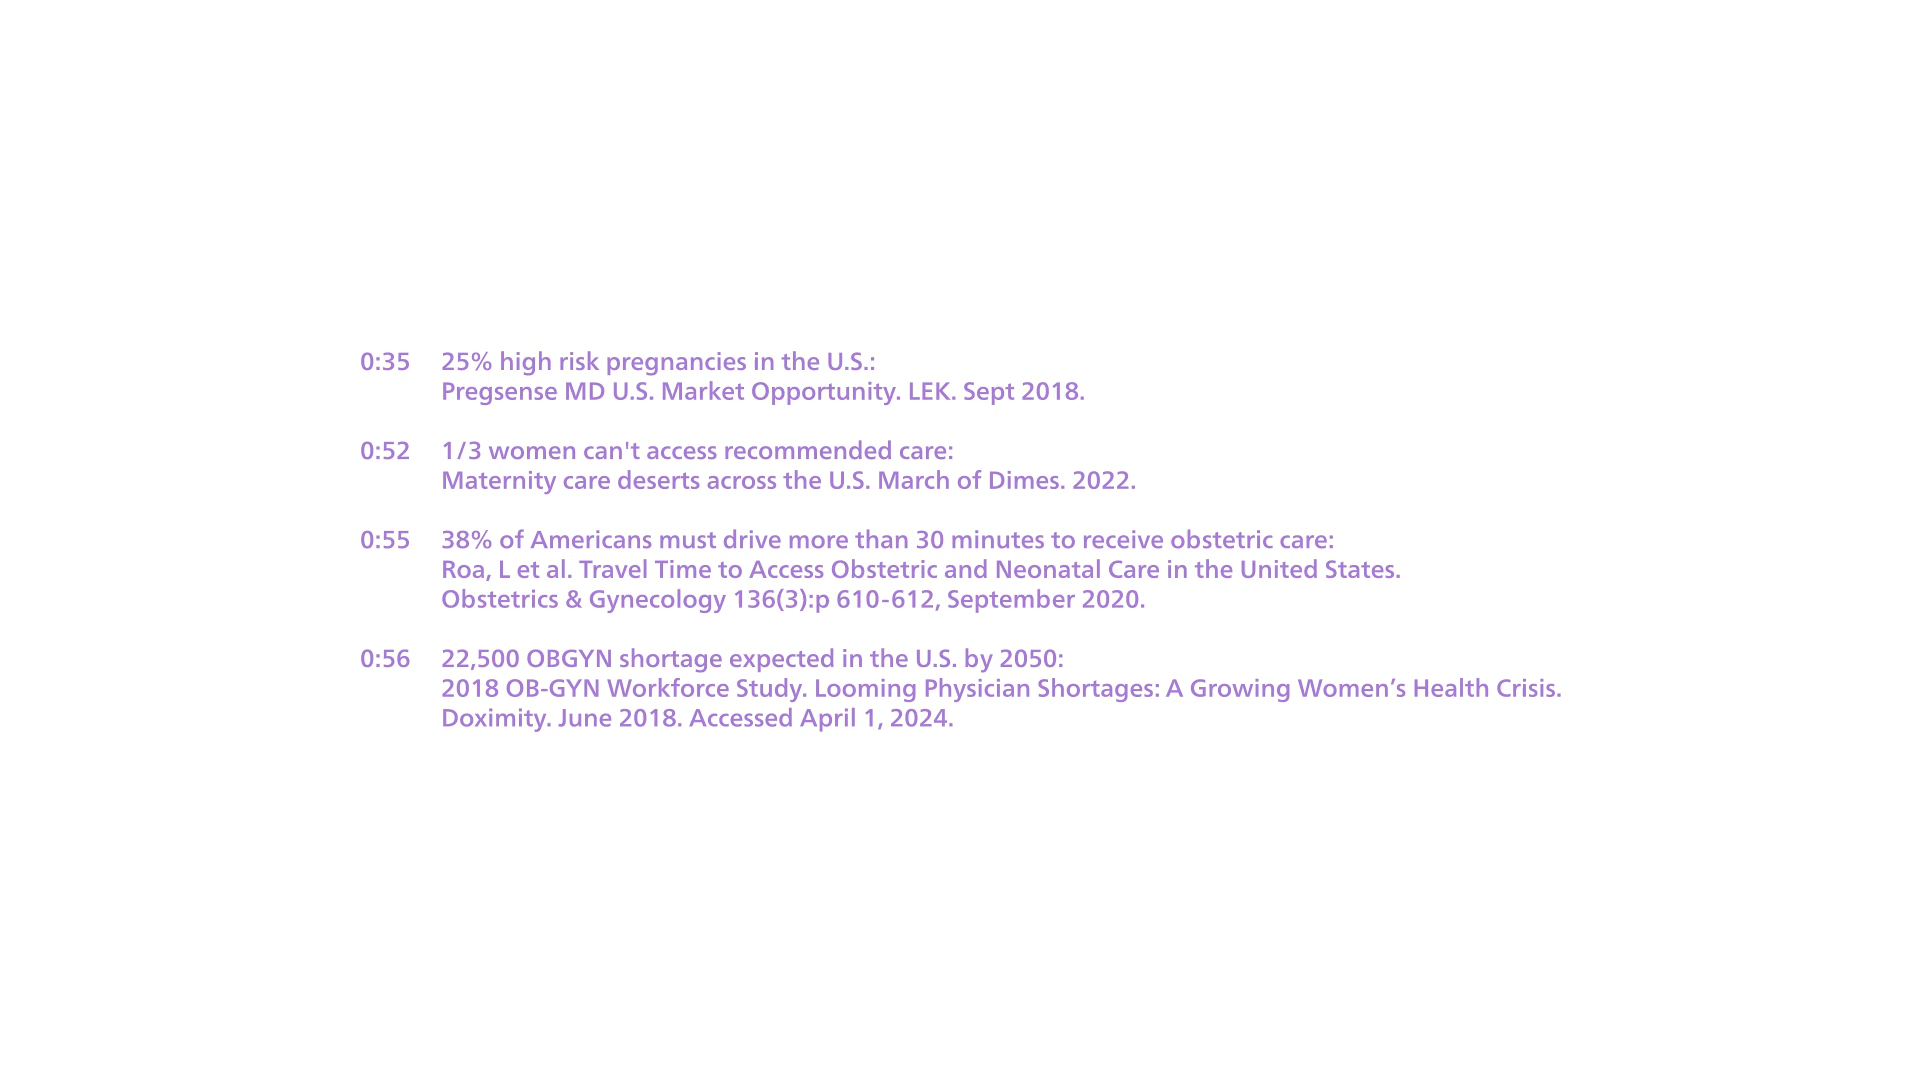 0:35 25% high risk pregnancies in the U.S.:
Pregsense MD U.S. Market Opportunity. LEK. Sept 2018.
0:52 1/3 women can't access recommended care:
Maternity care deserts across the U.S. March of Dimes. 2022.
0:55 38% of Americans must drive more than 30 minutes to receive obstetric care:
Roa, L et al. Travel Time to Access Obstetric and Neonatal Care in the United States.
Obstetrics & Gynecology 136(3):p 610-612, September 2020.
0:56 22,500 OBGYN shortage expected in the U.S. by 2050:
2018 OB-GYN Workforce Study. Looming Physician Shortages: A Growing Women’s Health Crisis.
Doximity. June 2018. Accessed April 1, 2024.